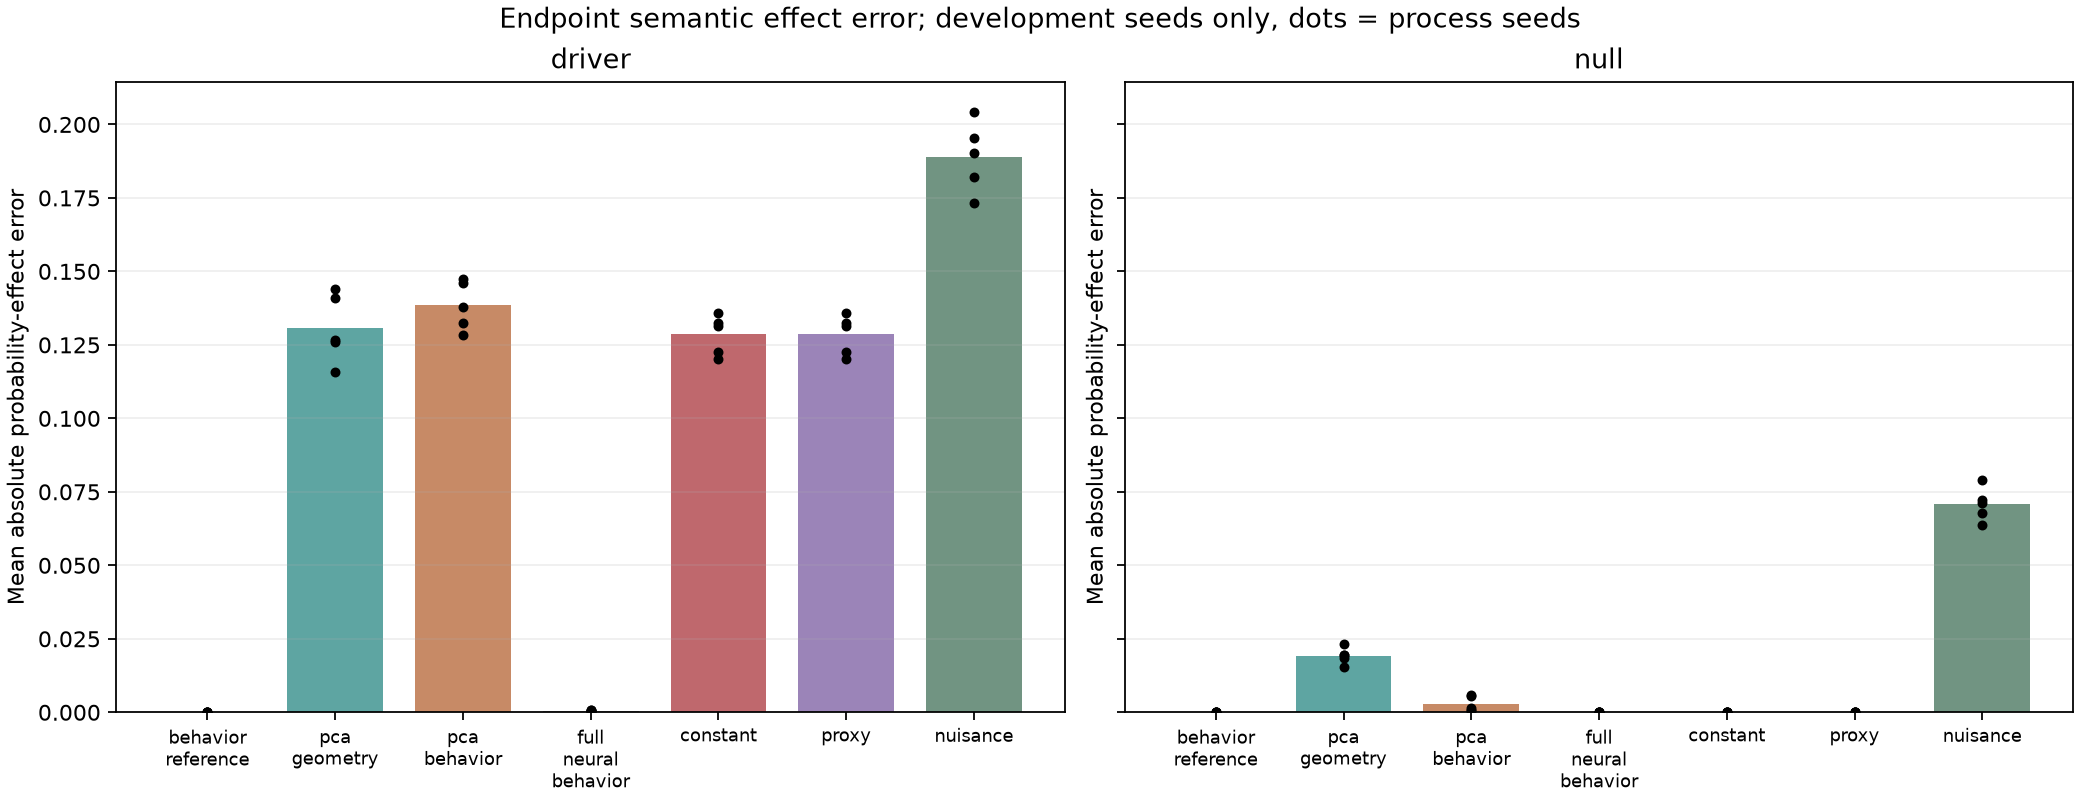 Endpoint semantic effect error; development seeds only, dots = process seeds
driver
Mean absolute probability-effect error
0.200
0.175
0.150
0.125
0.100
0.075
0.050
0.025
0.000
behavior
reference
pca
geometry
pca
behavior
full
neural
behavior
constant
proxy
nuisance
null
Mean absolute probability-effect error
behavior
reference
pca
geometry
pca
behavior
full
neural
behavior
constant
proxy
nuisance